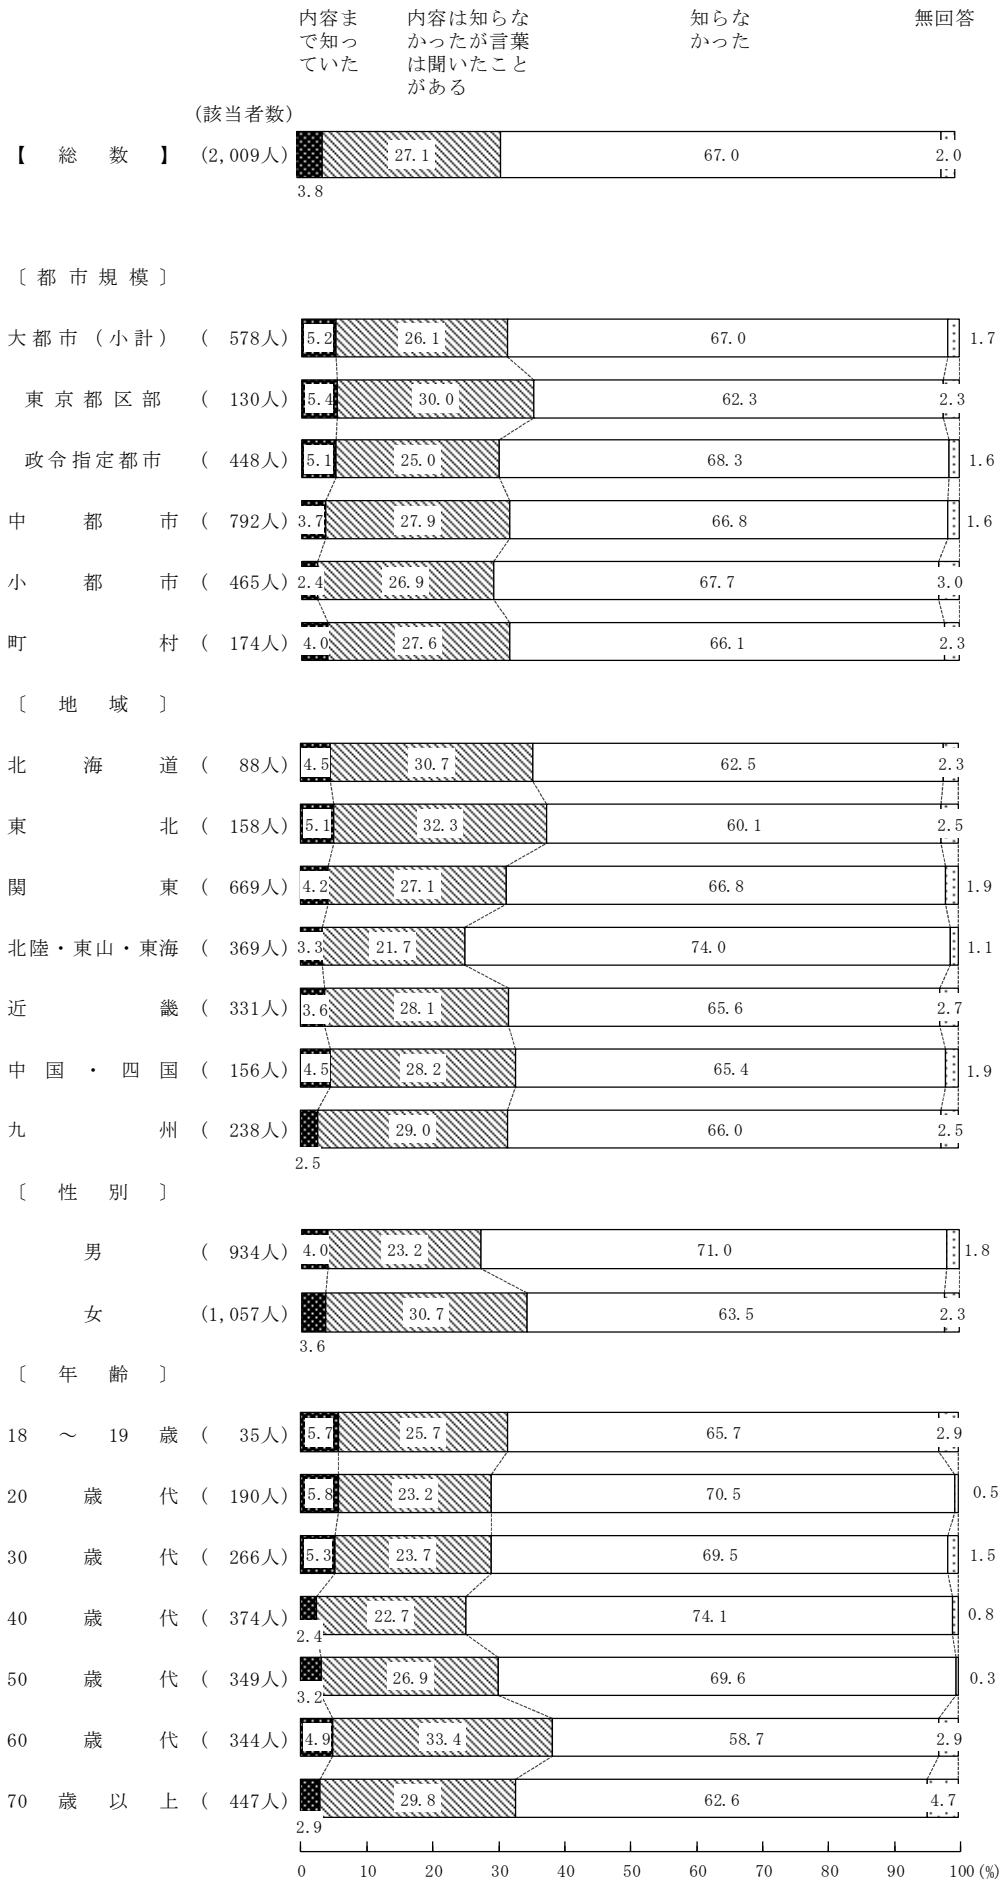 内容ま で知っ ていた
内容は知らな かったが言葉 は聞いたこと がある
知らな かった
無回答
(該当者数)
【総数】 (2,009人) 27.1 67.0 2.0
3.8
〔都市規模〕
大都市（小計） ( 578人) 5.2 26.1 67.0 1.7
東京都区部 ( 130人) 5.4 30.0 62.3 2.3
政令指定都市 ( 448人) 5.1 25.0 68.3 1.6
中都市 ( 792人) 3.7 27.9 66.8 1.6
小都市 ( 465人) 2.4 26.9 67.7 3.0
町村 ( 174人) 4.0 27.6 66.1 2.3
〔地域〕
北海道 ( 88人) 4.5 30.7 62.5 2.3
東北 ( 158人) 5.1 32.3 60.1 2.5
関東 ( 669人) 4.2 27.1 66.8 1.9
北陸・東山・東海 ( 369人) 3.3 21.7 74.0 1.1
近畿 ( 331人) 3.6 28.1 65.6 2.7
中国・四国 ( 156人) 4.5 28.2 65.4 1.9
九州 ( 238人) 29.0 66.0 2.5
2.5
〔性別〕
男 ( 934人) 4.0 23.2 71.0 1.8
女 (1,057人) 30.7 63.5 2.3
3.6
〔年齢〕
18～19歳 ( 35人) 5.7 25.7 65.7 2.9
20歳代 ( 190人) 5.8 23.2 70.5 0.5
30歳代 ( 266人) 5.3 23.7 69.5 1.5
40歳代 ( 374人) 22.7 74.1 0.8
2.4
50歳代 ( 349人) 26.9 69.6 0.3
3.2
60歳代 ( 344人) 4.9 33.4 58.7 2.9
70歳以上 ( 447人) 29.8 62.6 4.7
2.9
0 10 20 30 40 50 60 70 80 90 100 (%)